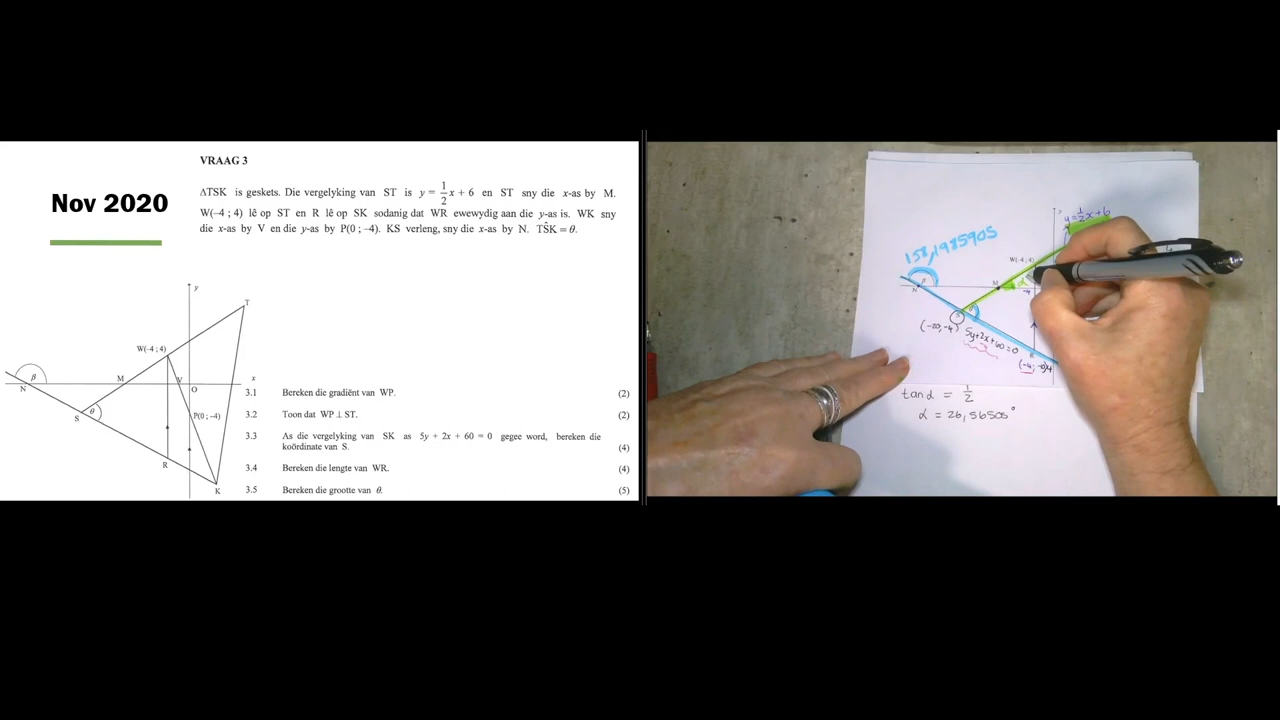 VRAAG 3
Nov 2020
ΔTSK is geskets. Die vergelyking van ST is y = 1/2 x + 6 en ST sny die x-as by M.
W(–4 ; 4) lê op ST en R lê op SK sodanig dat WR ewewydig aan die y-as is. WK sny
die x-as by V en die y-as by P(0 ; –4). KS verleng, sny die x-as by N. TŜK = θ.
y
T
W(–4 ; 4)
β
M
V
O
x
N
S
θ
P(0 ; –4)
R
K
3.1 Bereken die gradiënt van WP. (2)
3.2 Toon dat WP ⊥ ST. (2)
3.3 As die vergelyking van SK as 5y + 2x + 60 = 0 gegee word, bereken die
koördinate van S. (4)
3.4 Bereken die lengte van WR. (4)
3.5 Bereken die grootte van θ. (5)
y = 1/2 x + 6
158,198590S
W(–4 ; 4)
β
N
M
α
-4
S
(-20;-4)
5y+2x+60=0
R
tan α = 1/2
α = 26,56505°